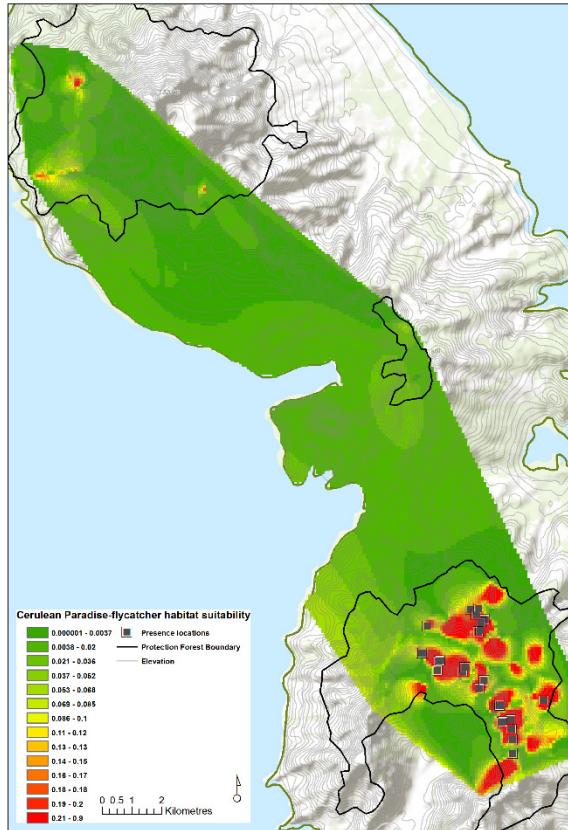 Cerulean Paradise-flycatcher habitat suitability
0.000001 - 0.0037 Presence locations
0.0038 - 0.02 Protection Forest Boundary
0.021 - 0.036 Elevation
0.037 - 0.052
0.053 - 0.068
0.069 - 0.085
0.086 - 0.1
0.11 - 0.12
0.13 - 0.13
0.14 - 0.15
0.16 - 0.17
0.18 - 0.18
0.19 - 0.2
0.21 - 0.9
0 0.5 1 2
Kilometres